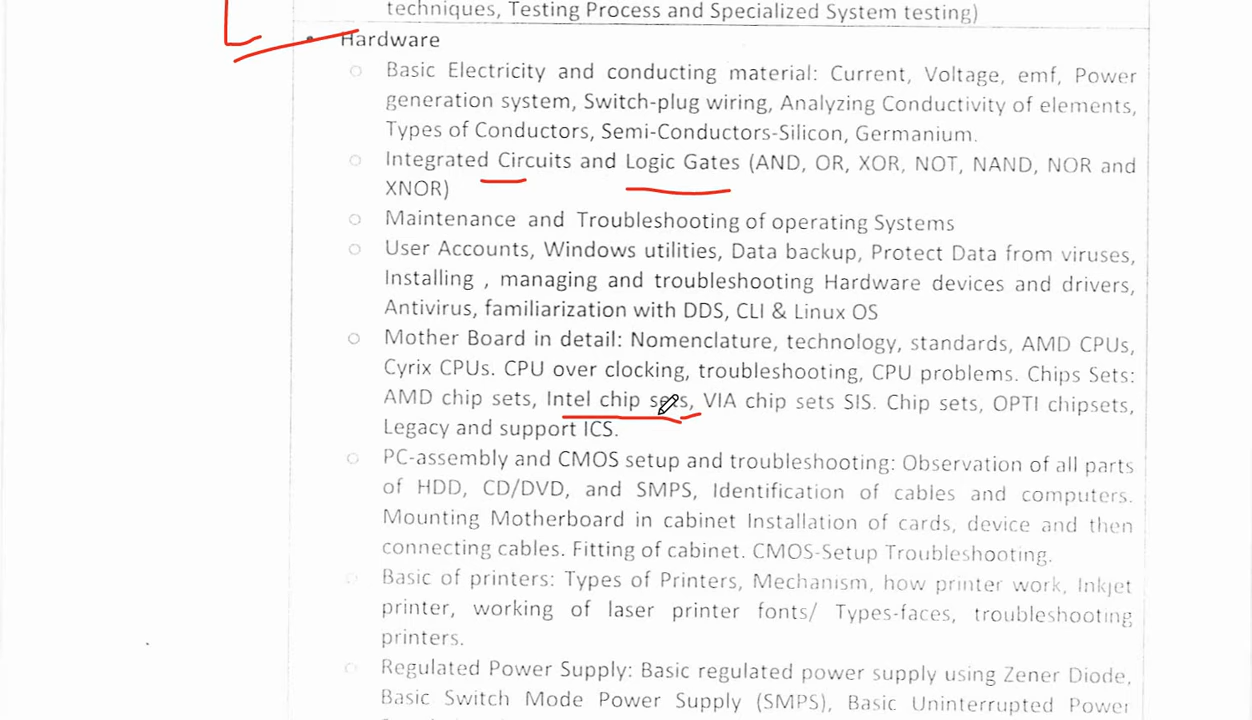 techniques, Testing Process and Specialized System testing)
• Hardware
○ Basic Electricity and conducting material: Current, Voltage, emf, Power
generation system, Switch-plug wiring, Analyzing Conductivity of elements,
Types of Conductors, Semi-Conductors-Silicon, Germanium.
○ Integrated Circuits and Logic Gates (AND, OR, XOR, NOT, NAND, NOR and
XNOR)
○ Maintenance and Troubleshooting of operating Systems
○ User Accounts, Windows utilities, Data backup, Protect Data from viruses,
Installing , managing and troubleshooting Hardware devices and drivers,
Antivirus, familiarization with DDS, CLI & Linux OS
○ Mother Board in detail: Nomenclature, technology, standards, AMD CPUs,
Cyrix CPUs. CPU over clocking, troubleshooting, CPU problems. Chips Sets:
AMD chip sets, Intel chip sets, VIA chip sets SIS. Chip sets, OPTI chipsets,
Legacy and support ICS.
○ PC-assembly and CMOS setup and troubleshooting: Observation of all parts
of HDD, CD/DVD, and SMPS, Identification of cables and computers.
Mounting Motherboard in cabinet Installation of cards, device and then
connecting cables. Fitting of cabinet. CMOS-Setup Troubleshooting.
○ Basic of printers: Types of Printers, Mechanism, how printer work, Inkjet
printer, working of laser printer fonts/ Types-faces, troubleshooting
printers.
○ Regulated Power Supply: Basic regulated power supply using Zener Diode,
Basic Switch Mode Power Supply (SMPS), Basic Uninterrupted Power